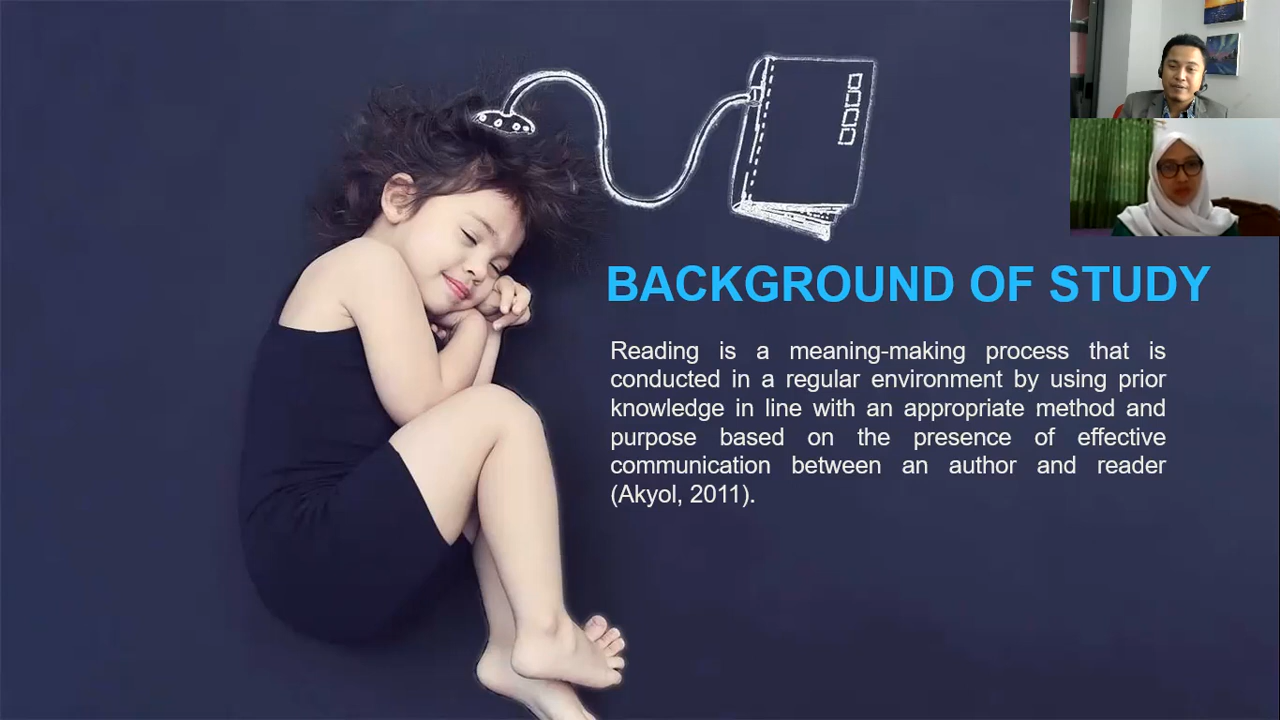 BACKGROUND OF STUDY
Reading is a meaning-making process that is
conducted in a regular environment by using prior
knowledge in line with an appropriate method and
purpose based on the presence of effective
communication between an author and reader
(Akyol, 2011).